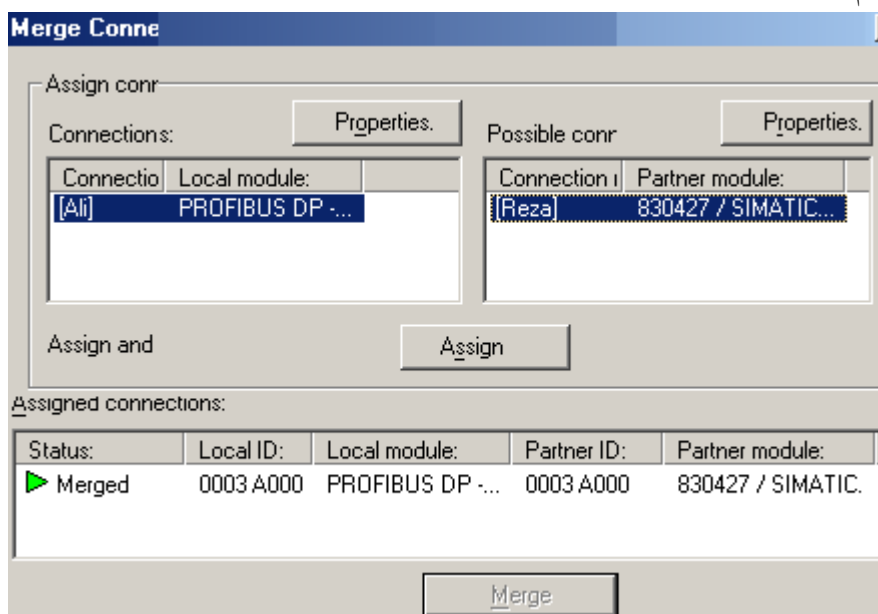 Merge Conne
Assign conr
Connections: Properties. Possible conr Properties.
Connectio Local module: Connection Partner module:
[Ali] PROFIBUS DP -... [Reza] 830427 / SIMATIC...
Assign and Assign
Assigned connections:
Status: Local ID: Local module: Partner ID: Partner module:
Merged 0003 A000 PROFIBUS DP -... 0003 A000 830427 / SIMATIC.
Merge